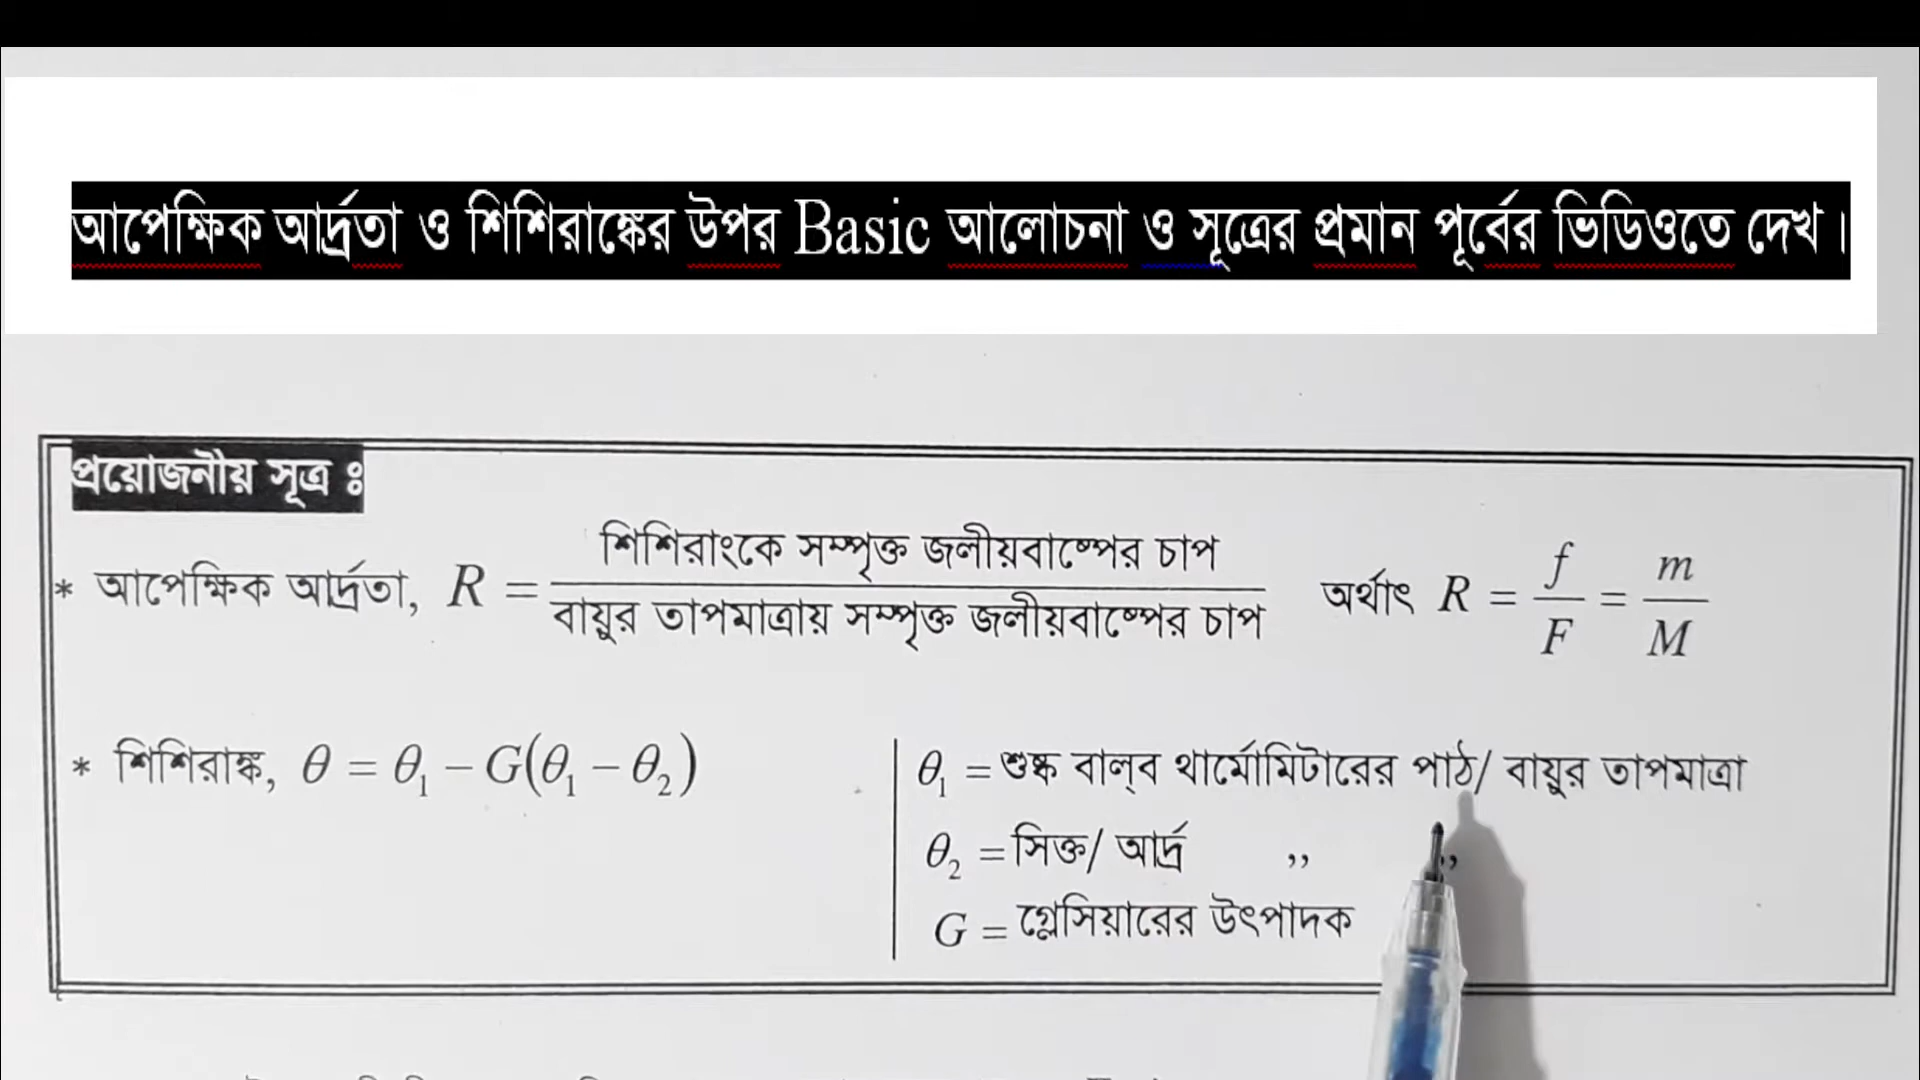 আপেক্ষিক আর্দ্রতা ও শিশিরাঙ্কের উপর Basic আলোচনা ও সূত্রের প্রমান পূর্বের ভিডিওতে দেখ।
প্রয়োজনীয় সূত্র ঃ
* আপেক্ষিক আর্দ্রতা, R = শিশিরাংকে সম্পৃক্ত জলীয়বাষ্পের চাপ / বায়ুর তাপমাত্রায় সম্পৃক্ত জলীয়বাষ্পের চাপ অর্থাৎ R = f/F = m/M
* শিশিরাঙ্ক, θ = θ₁ − G(θ₁ − θ₂)
θ₁ = শুষ্ক বাল্ব থার্মোমিটারের পাঠ/ বায়ুর তাপমাত্রা
θ₂ = সিক্ত/ আর্দ্র ,, ,,
G = গ্লেসিয়ারের উৎপাদক